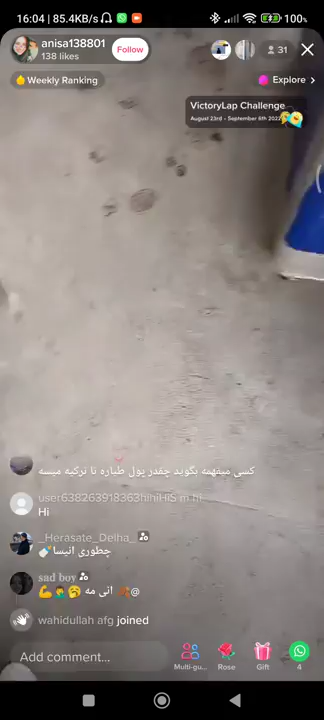 16:04 | 85.4KB/s
100%
anisa138801
138 likes
Follow
31
Weekly Ranking
Explore >
VictoryLap Challenge
August 23rd - September 6th 2022
کسی میفهمه بگوید چقدر پول طیاره تا ترکیه میسه
Hi
_Herasate_Delha_
چطوری انیسا
sad boy
انی مه @
wahidullah afg joined
Add comment...
Multi-gu...
Rose
Gift
4